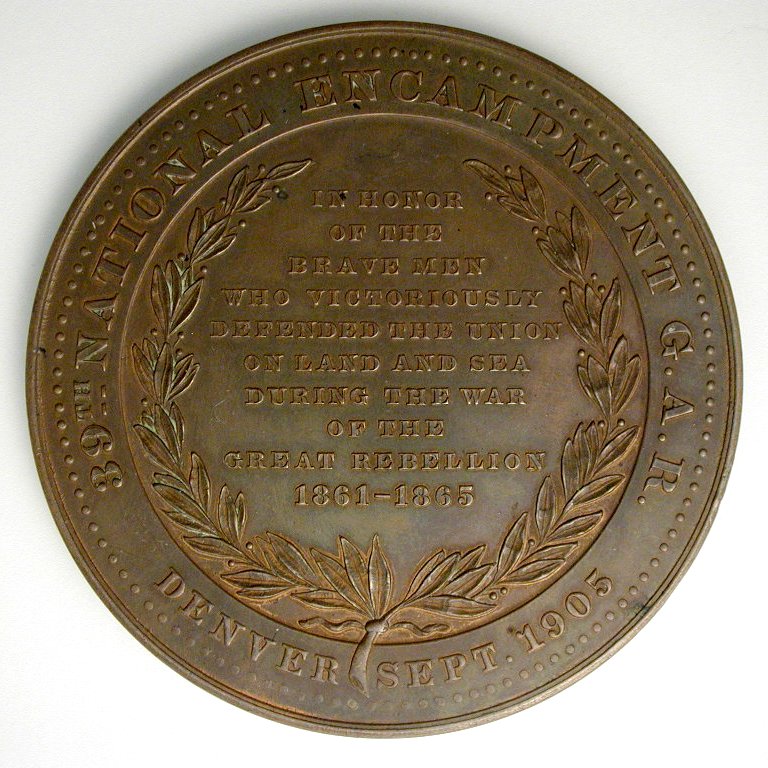 39TH NATIONAL ENCAMPMENT G.A.R.
IN HONOR
OF THE
BRAVE MEN
WHO VICTORIOUSLY
DEFENDED THE UNION
ON LAND AND SEA
DURING THE WAR
OF THE
GREAT REBELLION
1861-1865
DENVER SEPT. 1905